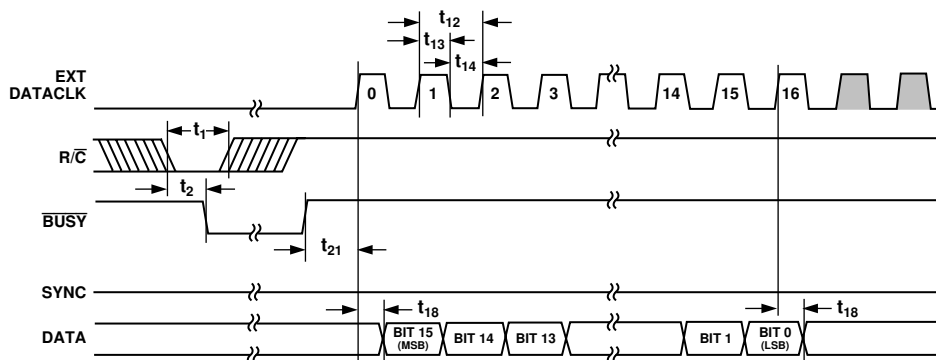 t12
t13
t14
EXT
DATACLK
0
1
2
3
14
15
16
t1
R/C̅
t2
B̅U̅S̅Y̅
t21
SYNC
t18
t18
DATA
BIT 15
(MSB)
BIT 14
BIT 13
BIT 1
BIT 0
(LSB)